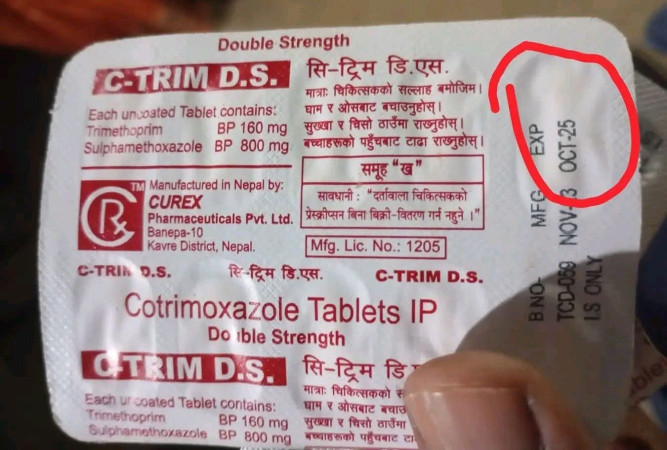 Double Strength
C-TRIM D.S.
Each uncoated Tablet contains:
Trimethoprim BP 160 mg
Sulphamethoxazole BP 800 mg.
सि-ट्रिम डि.एस.
मात्राः चिकित्सकको सल्लाह बमोजिम।
घाम र ओसबाट बचाउनुहोस्।
सुख्खा र चिसो ठाउँमा राख्नुहोस्।
बच्चाहरूको पहुँचबाट टाढा राख्नुहोस्।
समूह "ख"
सावधानी : "दर्तावाला चिकित्सकको
प्रेस्क्रीप्सन बिना बिक्री-वितरण गर्न नहुने ।"
TM
Manufactured in Nepal by:
CUREX
Pharmaceuticals Pvt. Ltd.
Banepa-10
Kavre District, Nepal.
Mfg. Lic. No.: 1205
C-TRIM D.S. सि-ट्रिम डि.एस. C-TRIM D.S.
Cotrimoxazole Tablets IP
Double Strength
C-TRIM D.S.
Each uncoated Tablet contains:
Trimethoprim BP 160 mg
Sulphamethoxazole BP 800 mg
सि-ट्रिम डि
मात्राः चिकित्सकको
घाम र ओसबाट
सुख्खा र चिसो
बच्चाहरूको पहुँचबाट
B.NO- MFG EXP
TCD-059 OCT-25
I.S ONLY